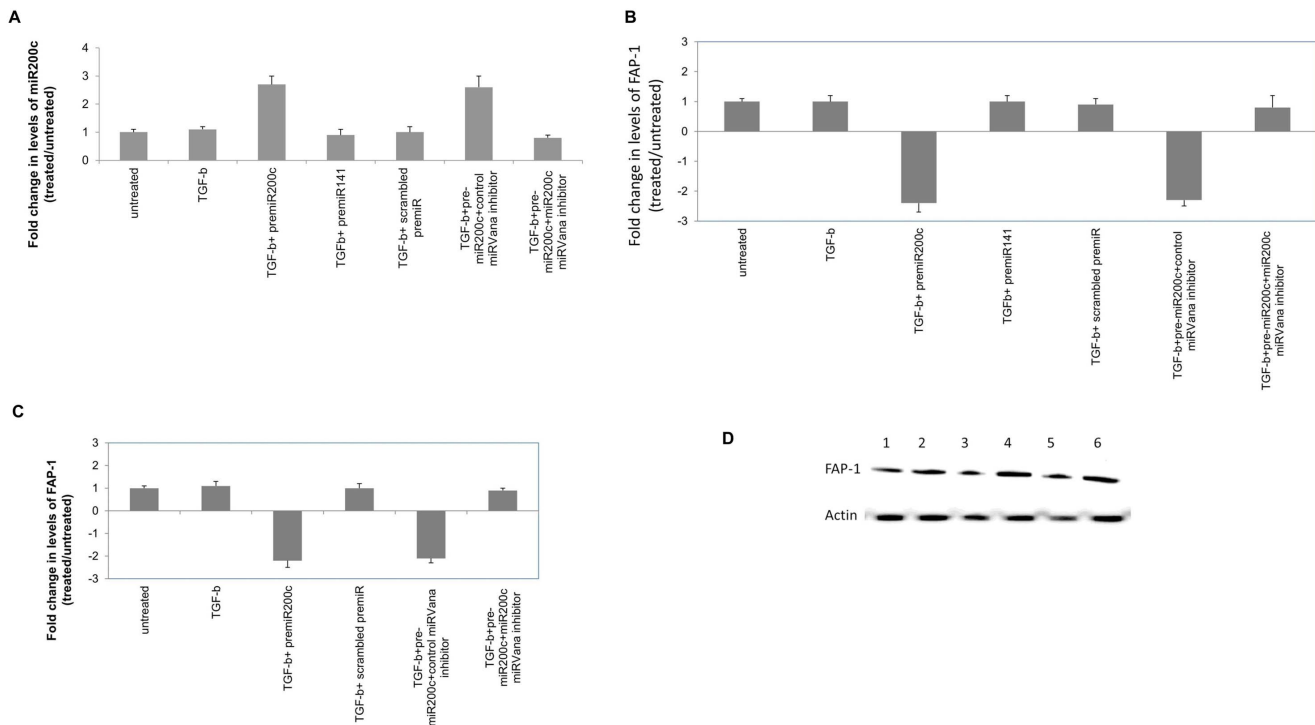 A
Fold change in levels of miR200c
(treated/untreated)
4
3
2
1
0
untreated
TGF-b
TGF-b+ premiR200c
TGFb+ premiR141
TGF-b+ scrambled
premiR
TGF-b+pre-
miR200c+control
miRVana inhibitor
TGF-b+pre-
miR200c+miR200c
miRVana inhibitor
B
Fold change in levels of FAP-1
(treated/untreated)
3
2
1
0
-1
-2
-3
untreated
TGF-b
TGF-b+ premiR200c
TGFb+ premiR141
TGF-b+ scrambled premiR
TGF-b+pre-miR200c+control
miRVana inhibitor
TGF-b+pre-miR200c+miR200c
miRVana inhibitor
C
Fold change in levels of FAP-1
(treated/untreated)
3
2
1
0
-1
-2
-3
untreated
TGF-b
TGF-b+ premiR200c
TGF-b+ scrambled premiR
TGF-b+pre-
miR200c+control miRVana
inhibitor
TGF-b+pre-
miR200c+miR200c
miRVana inhibitor
D
1 2 3 4 5 6
FAP-1
Actin